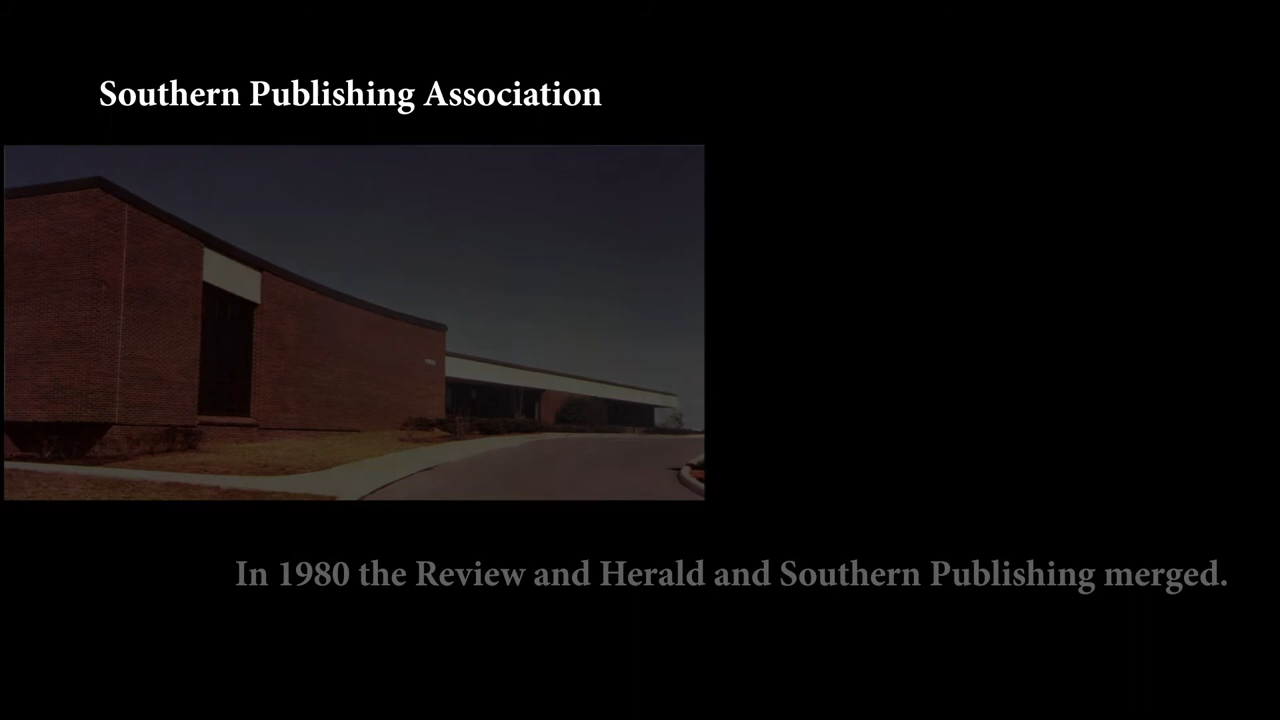 Southern Publishing Association
In 1980 the Review and Herald and Southern Publishing merged.